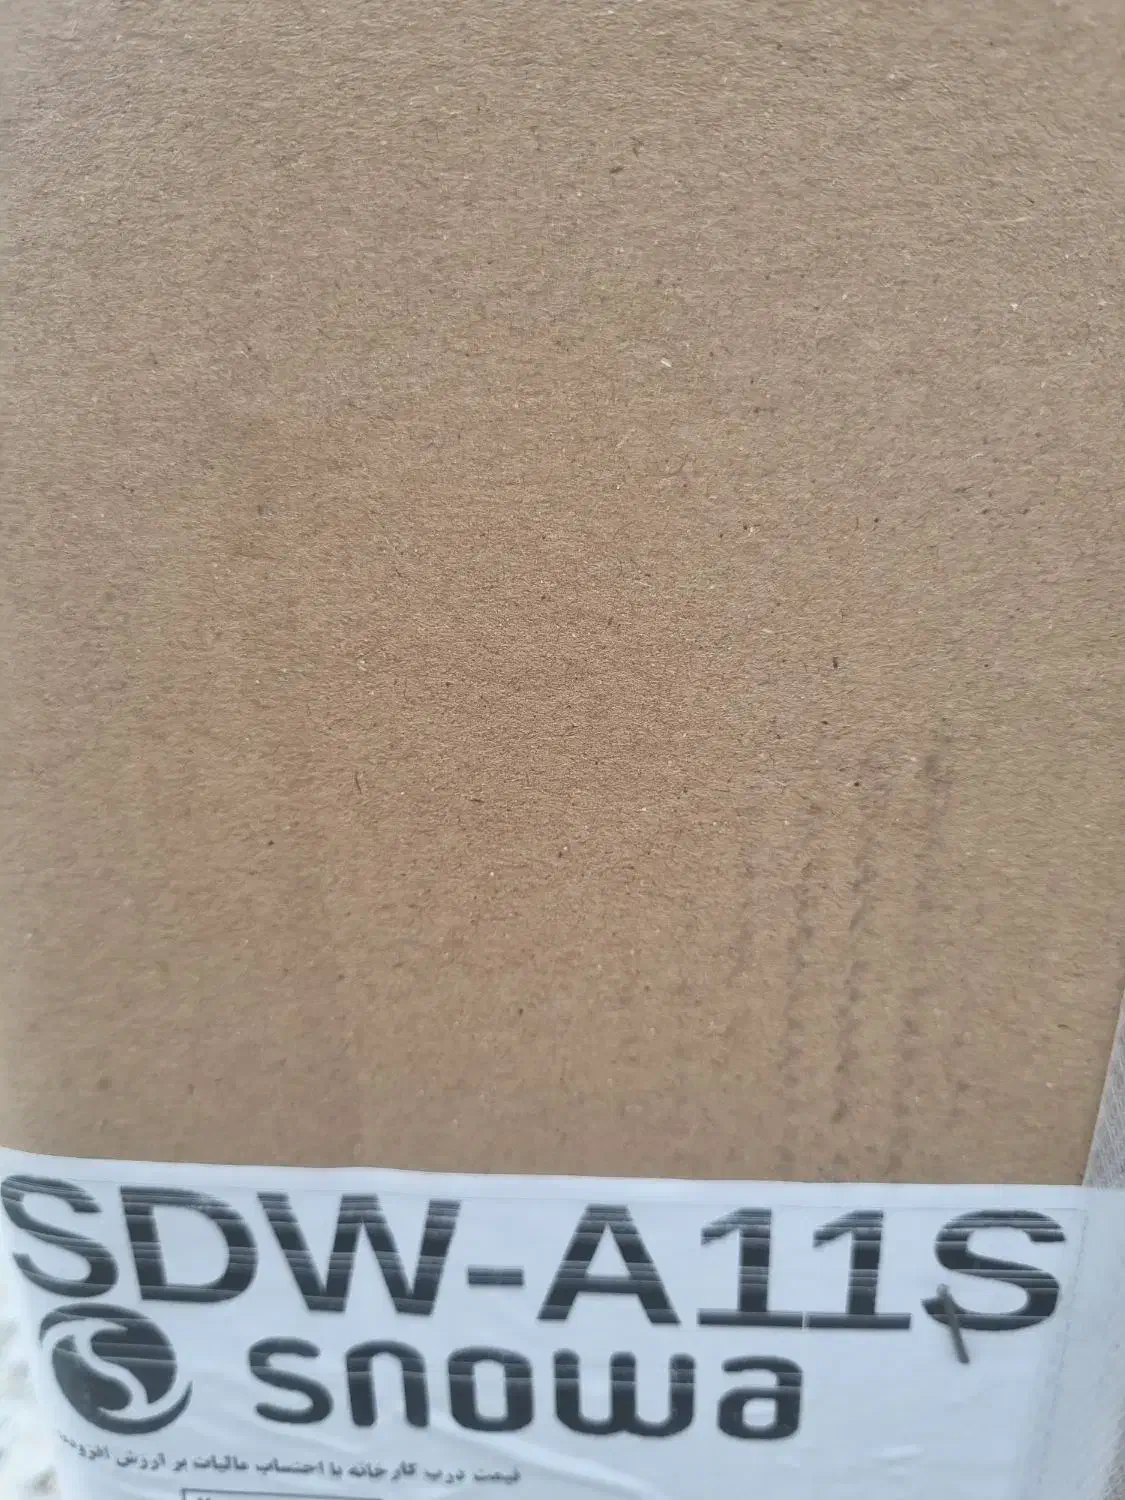 SDW-A11S
snowa
قیمت درب کارخانه با احتساب مالیات بر ارزش افزوده